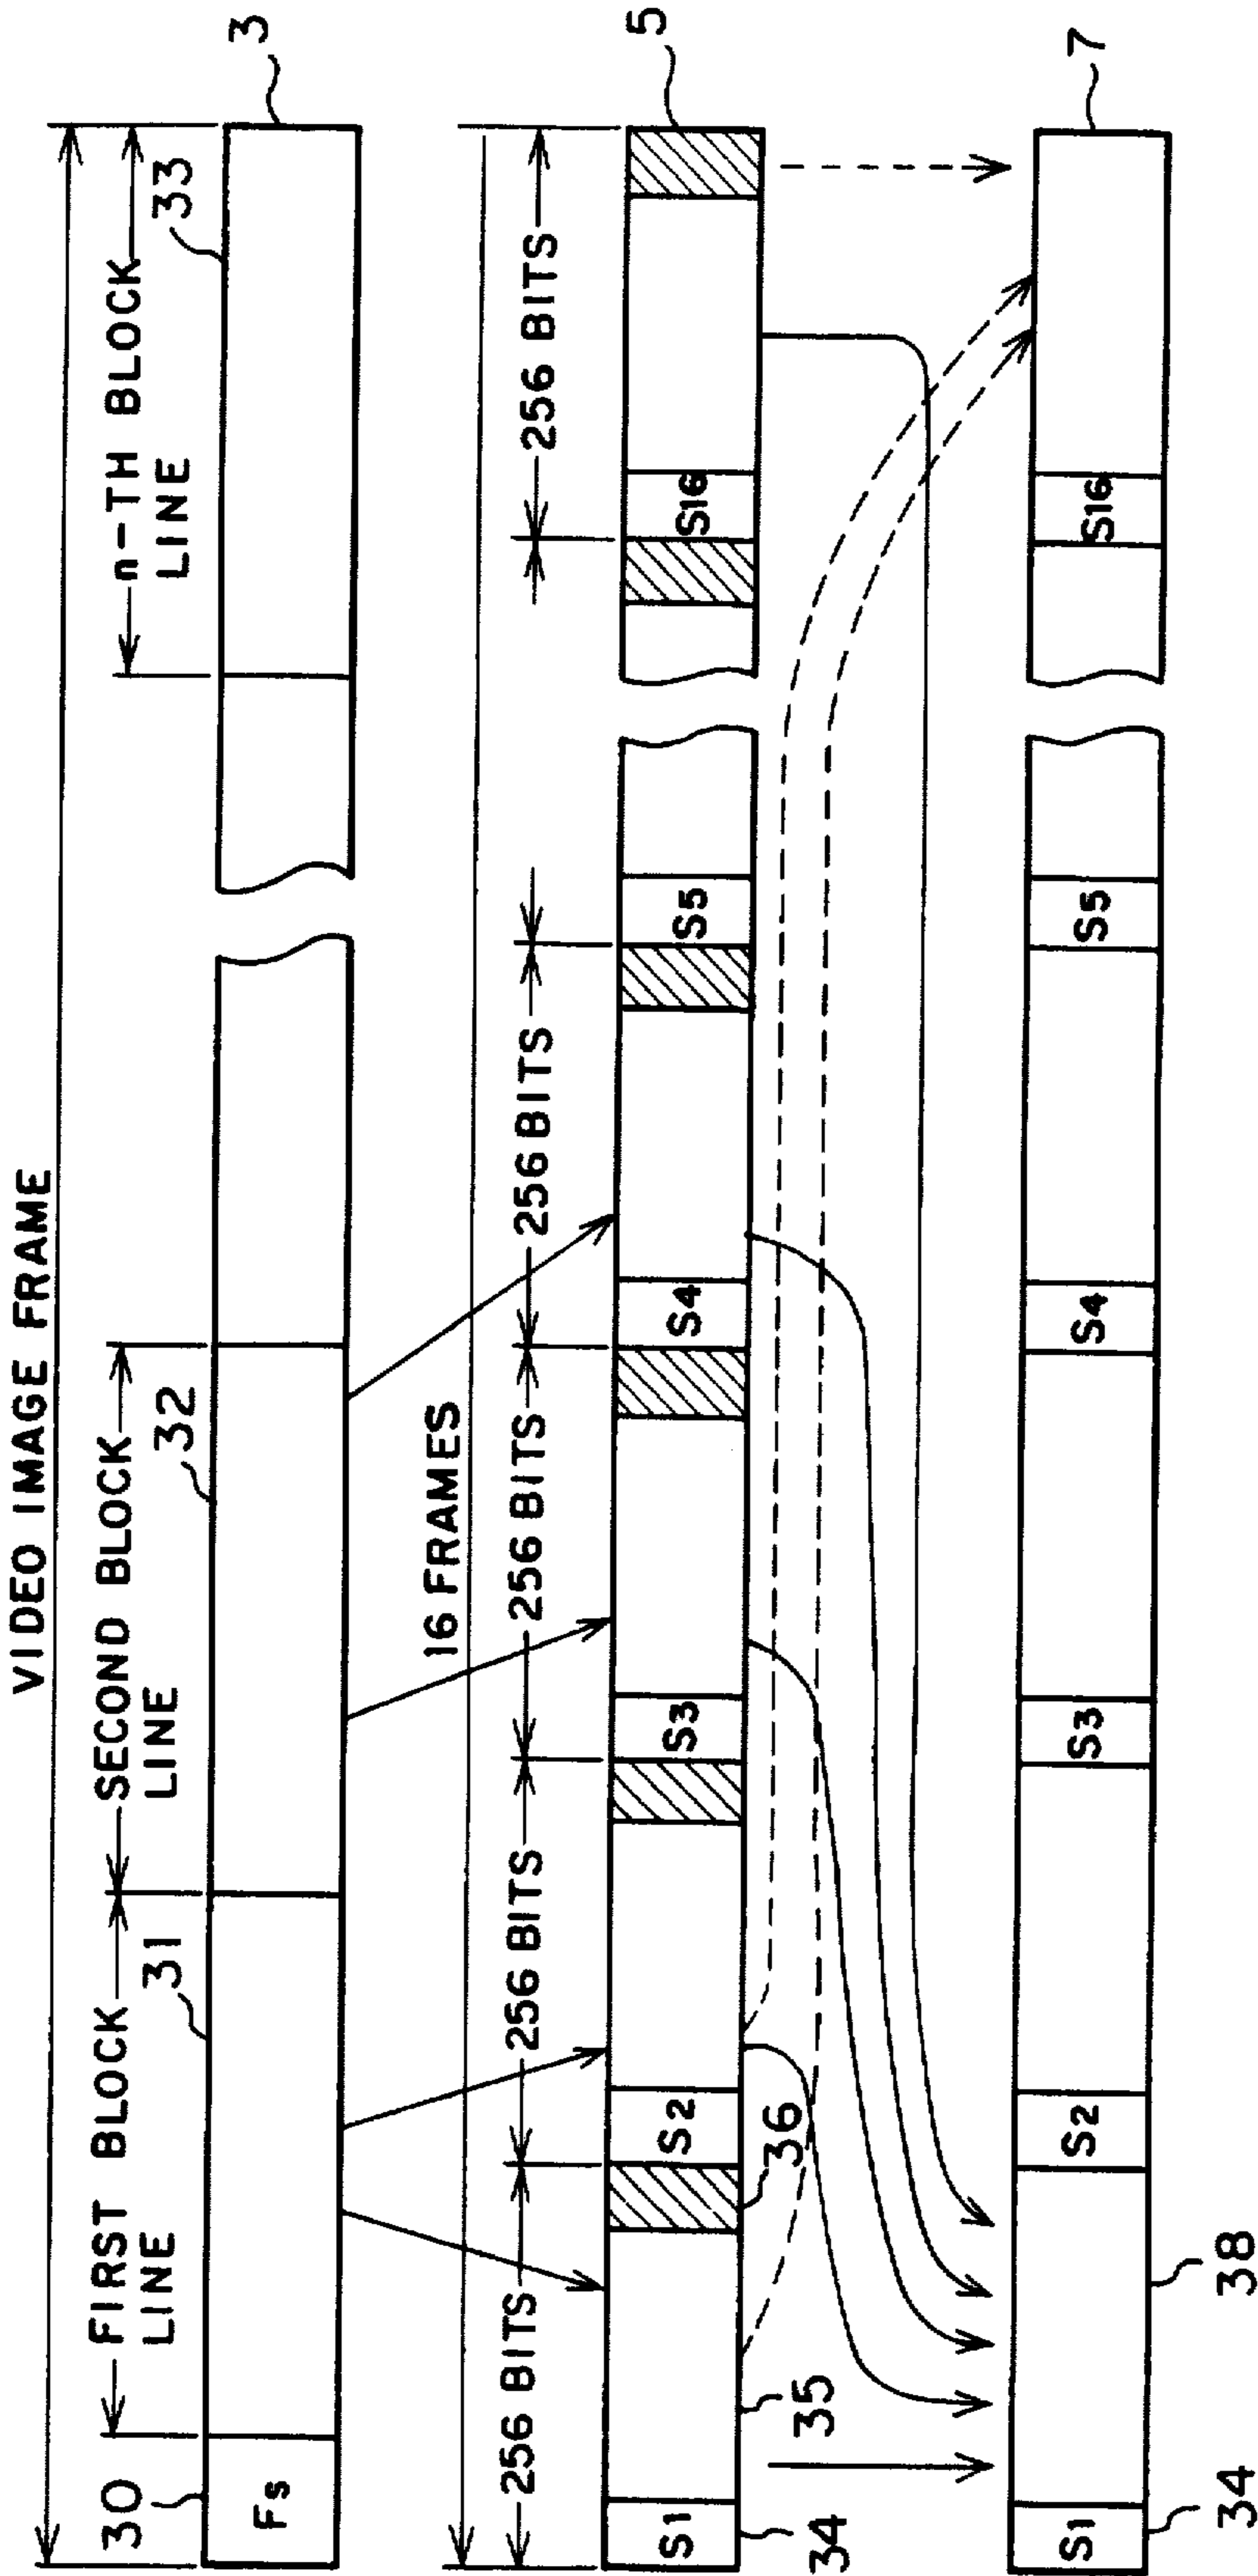 VIDEO IMAGE FRAME
FIRST BLOCK LINE
SECOND BLOCK LINE
n-TH BLOCK LINE
30
31
32
33
3
Fs
16 FRAMES
256 BITS
256 BITS
256 BITS
256 BITS
256 BITS
5
S1
S2
S3
S4
S5
S16
34
35
36
7
S1
S2
S3
S4
S5
S16
34
38